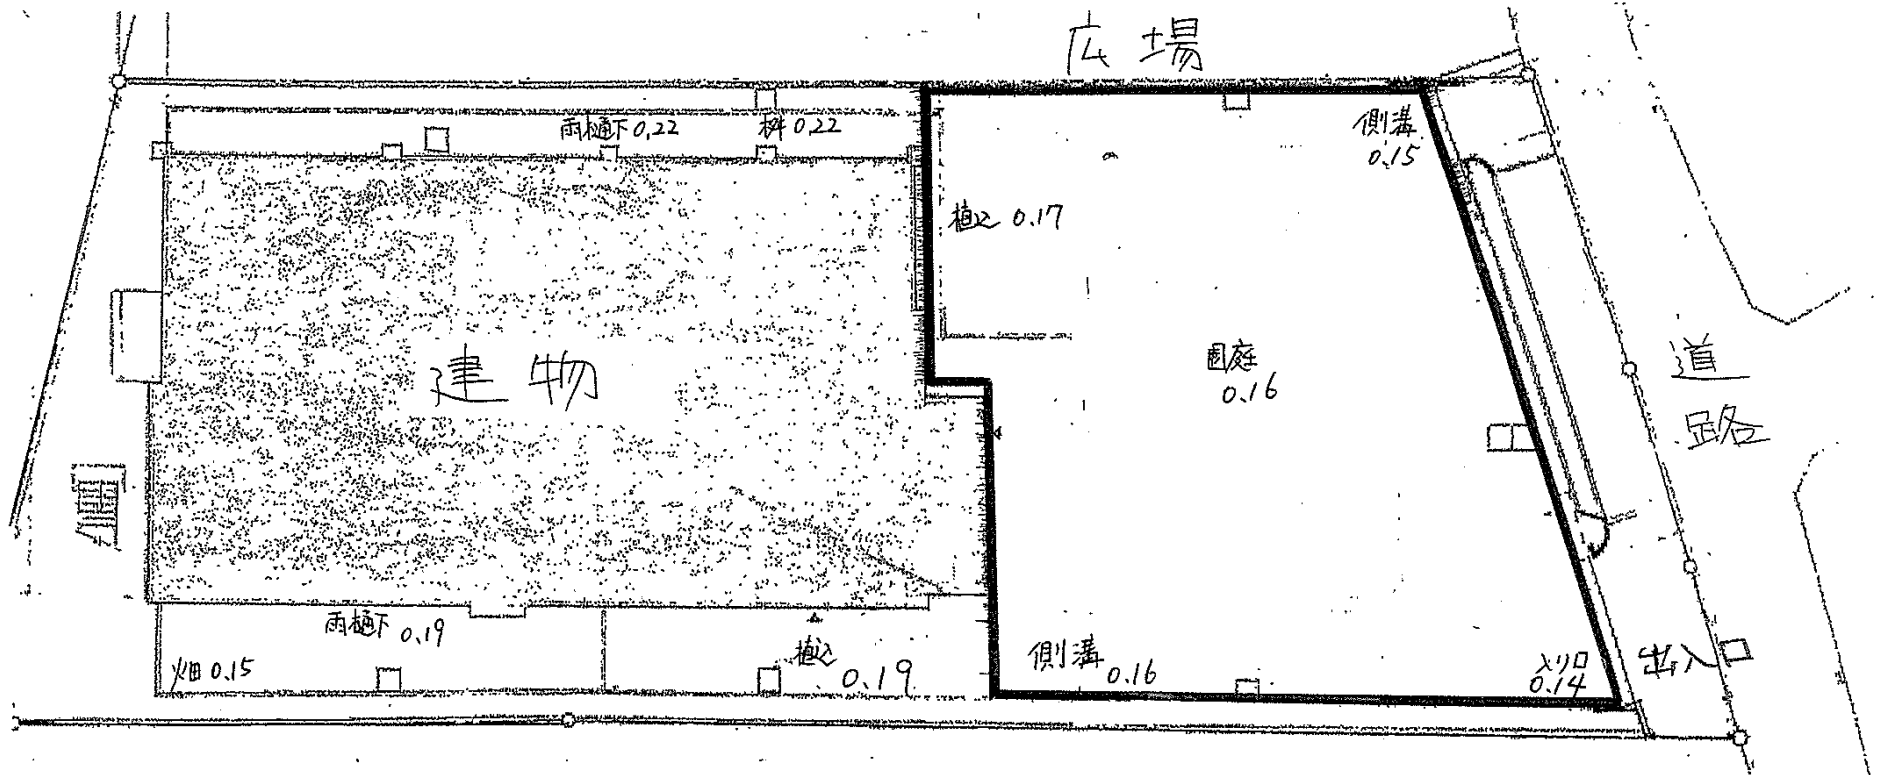 広場
雨樋下 0.22
桝 0.22
側溝
0.15
植込 0.17
建物
園庭
0.16
道
路
雨樋下 0.19
畑 0.15
植込
0.19
側溝
0.16
入り口
0.14
出入口